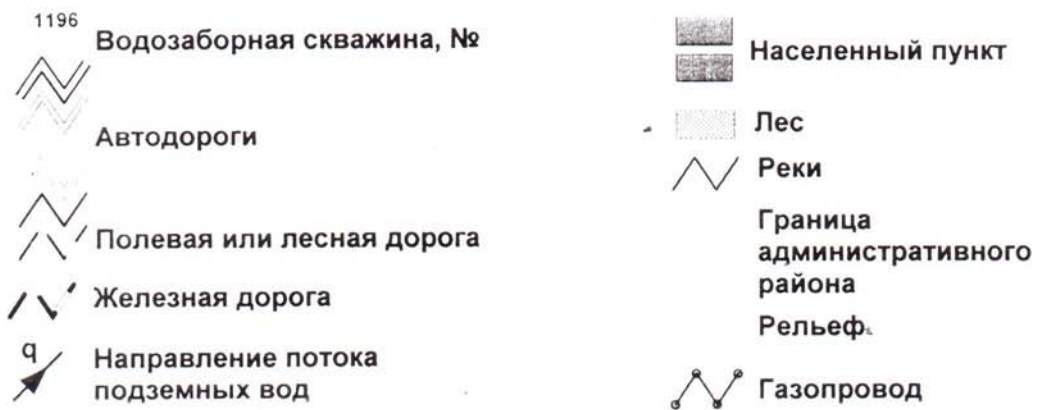 1196
Водозаборная скважина, №
Автодороги
Полевая или лесная дорога
Железная дорога
q
Направление потока
подземных вод
Населенный пункт
Лес
Реки
Граница
административного
района
Рельеф
Газопровод